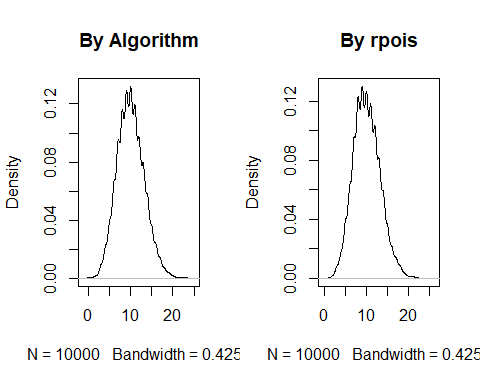 By Algorithm
Density
0.00 0.04 0.08 0.12
0 10 20
N = 10000 Bandwidth = 0.425
By rpois
Density
0.00 0.04 0.08 0.12
0 10 20
N = 10000 Bandwidth = 0.425